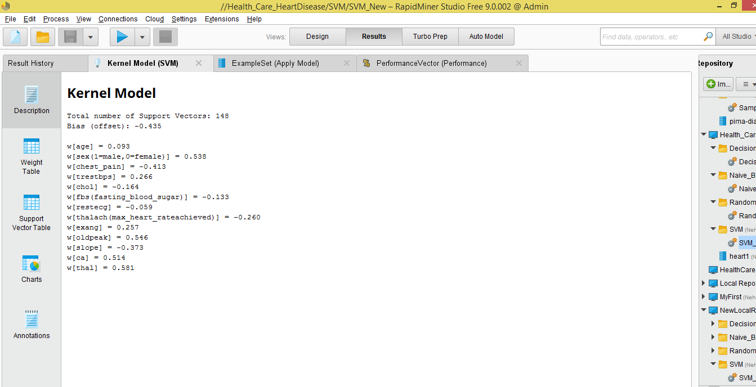 //Health_Care_HeartDisease/SVM/SVM_New – RapidMiner Studio Free 9.0.002 @ Admin
File Edit Process View Connections Cloud Settings Extensions Help
Views: Design Results Turbo Prep Auto Model
Find data, operators, etc
All Studio
Result History
Kernel Model (SVM)
ExampleSet (Apply Model)
PerformanceVector (Performance)
Repository
Description
Weight
Table
Support
Vector Table
Charts
Annotations
Kernel Model
Total number of Support Vectors: 148
Bias (offset): -0.435
w[age] = 0.093
w[sex(1=male,0=female)] = 0.538
w[chest_pain] = -0.413
w[trestbps] = 0.266
w[chol] = -0.164
w[fbs(fasting_blood_sugar)] = -0.133
w[restecg] = -0.059
w[thalach(max_heart_rateachieved)] = -0.260
w[exang] = 0.257
w[oldpeak] = 0.546
w[slope] = -0.373
w[ca] = 0.514
w[thal] = 0.581
Im...
Samp
pima-dia
Health_Car
Decision
Decis
Naive_B
Naive
Random
Rand
SVM (Neh
SVM_
heart1 (Ne
HealthCare
Local Repo
MyFirst (Neh
NewLocalR
Decision
Naive_B
Random
SVM (Neh
SVM_